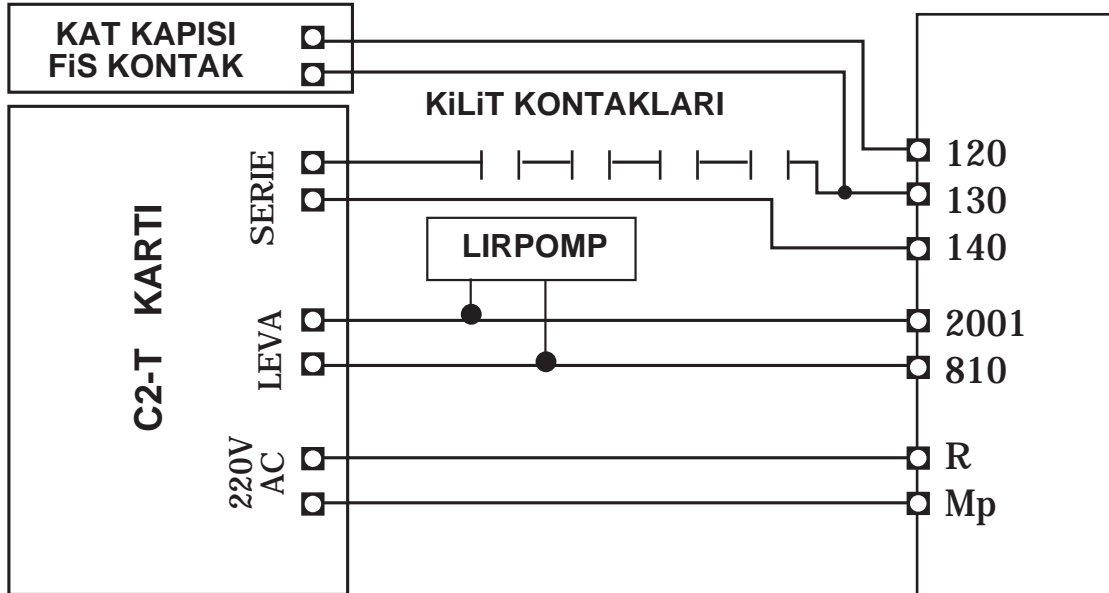 KAT KAPISI
FiS KONTAK
KiLiT KONTAKLARI
SERIE
LIRPOMP
C2-T KARTI
LEVA
220V
AC
120
130
140
2001
810
R
Mp